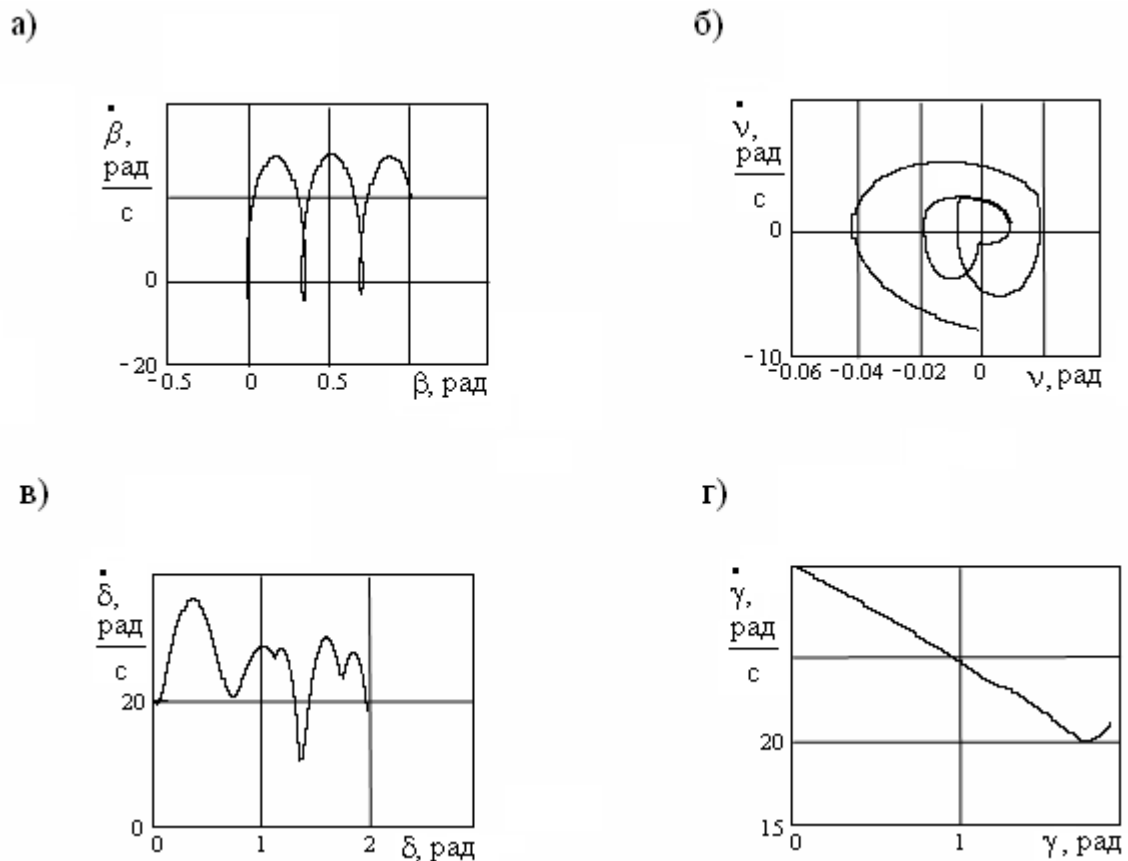 а)
β̇,
рад
с
0
-20
-0.5 0 0.5
β, рад
б)
ν̇,
рад
с
0
-10
-0.06 -0.04 -0.02 0
ν, рад
в)
δ̇,
рад
с
20
0
0 1 2
δ, рад
г)
γ̇,
рад
с
20
15
0 1
γ, рад